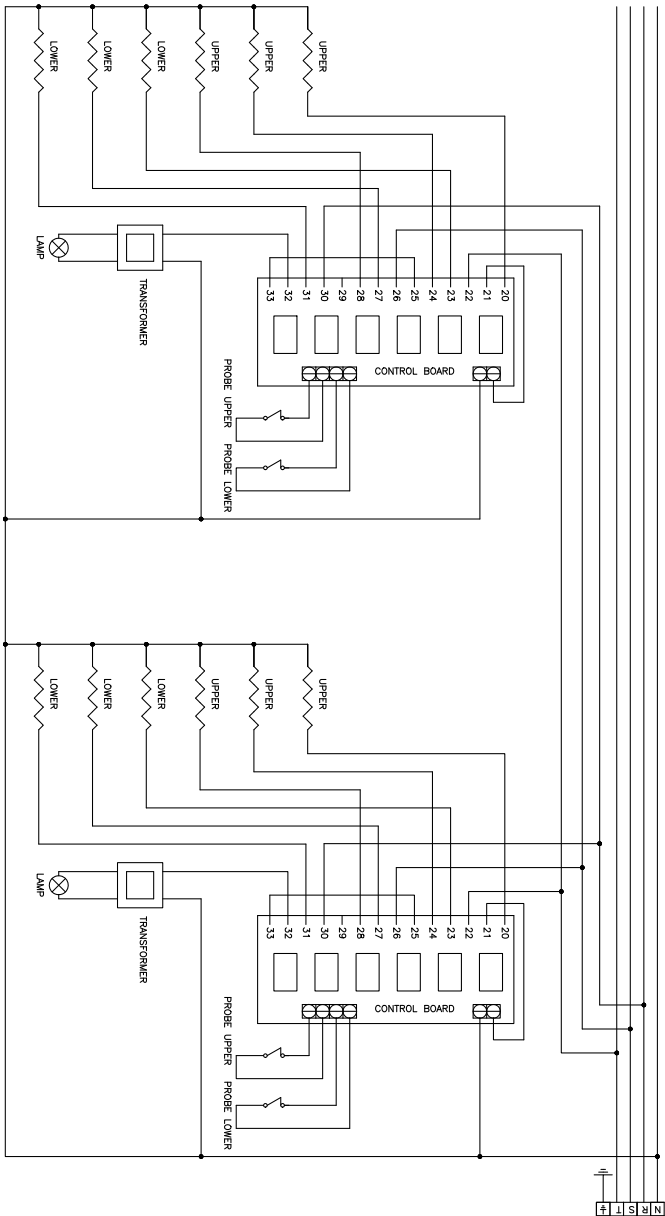 LOWER
LOWER
LOWER
UPPER
UPPER
UPPER
LAMP
TRANSFORMER
33 32 31 30 29 28 27 26 25 24 23 22 21 20
CONTROL BOARD
PROBE UPPER
PROBE LOWER
LOWER
LOWER
LOWER
UPPER
UPPER
UPPER
LAMP
TRANSFORMER
33 32 31 30 29 28 27 26 25 24 23 22 21 20
CONTROL BOARD
PROBE UPPER
PROBE LOWER
T S R N